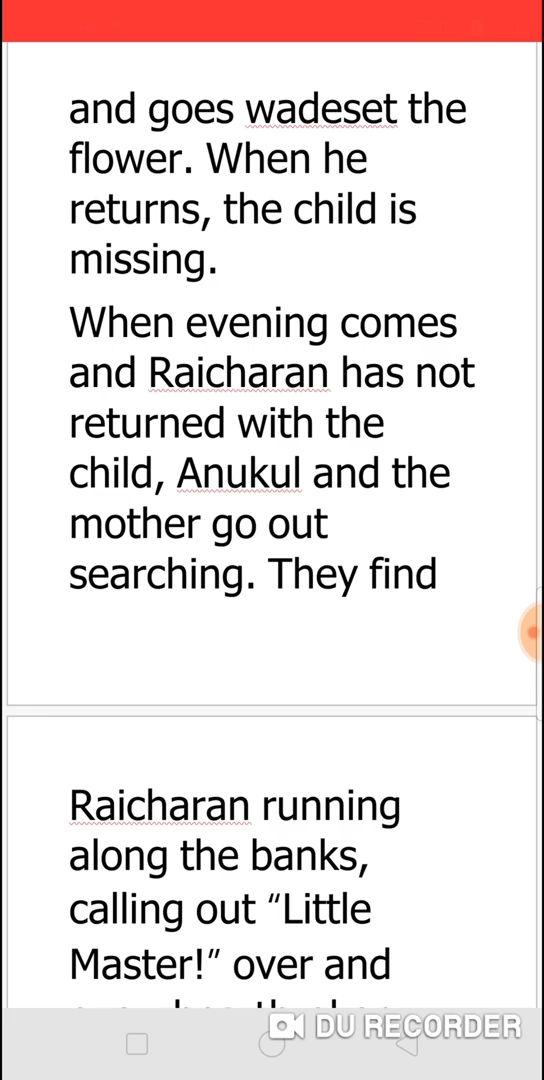 and goes wadeset the
flower. When he
returns, the child is
missing.
When evening comes
and Raicharan has not
returned with the
child, Anukul and the
mother go out
searching. They find
Raicharan running
along the banks,
calling out “Little
Master!” over and
DU RECORDER